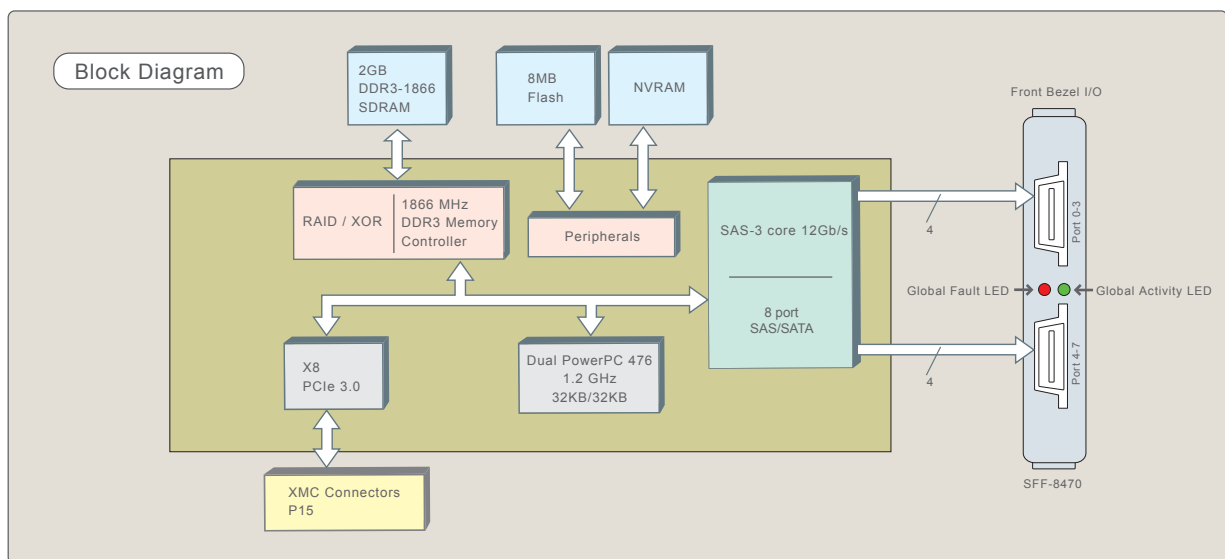 Block Diagram
2GB
DDR3-1866
SDRAM
8MB
Flash
NVRAM
Front Bezel I/O
RAID / XOR
1866 MHz
DDR3 Memory
Controller
Peripherals
SAS-3 core 12Gb/s
8 port
SAS/SATA
4
Port 0-3
Global Fault LED
Global Activity LED
X8
PCIe 3.0
Dual PowerPC 476
1.2 GHz
32KB/32KB
4
Port 4-7
XMC Connectors
P15
SFF-8470